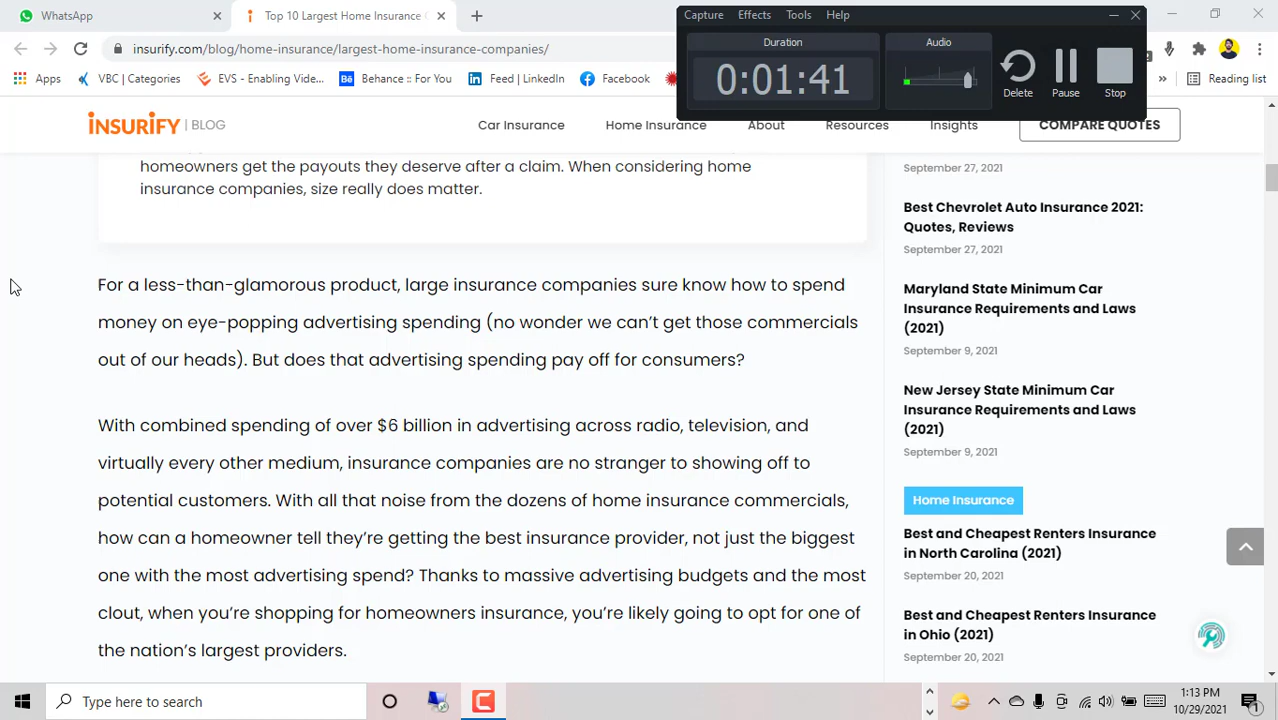 WhatsApp
Top 10 Largest Home Insurance
Capture Effects Tools Help
Duration
Audio
0:01:41
Delete
Pause
Stop
insurify.com/blog/home-insurance/largest-home-insurance-companies/
Apps
VBC | Categories
EVS - Enabling Video...
Behance :: For You
Feed | LinkedIn
Facebook
Reading list
INSURIFY | BLOG
Car Insurance
Home Insurance
About
Resources
Insights
COMPARE QUOTES
homeowners get the payouts they deserve after a claim. When considering home
insurance companies, size really does matter.
For a less-than-glamorous product, large insurance companies sure know how to spend
money on eye-popping advertising spending (no wonder we can’t get those commercials
out of our heads). But does that advertising spending pay off for consumers?
With combined spending of over $6 billion in advertising across radio, television, and
virtually every other medium, insurance companies are no stranger to showing off to
potential customers. With all that noise from the dozens of home insurance commercials,
how can a homeowner tell they’re getting the best insurance provider, not just the biggest
one with the most advertising spend? Thanks to massive advertising budgets and the most
clout, when you’re shopping for homeowners insurance, you’re likely going to opt for one of
the nation’s largest providers.
September 27, 2021
Best Chevrolet Auto Insurance 2021:
Quotes, Reviews
September 27, 2021
Maryland State Minimum Car
Insurance Requirements and Laws
(2021)
September 9, 2021
New Jersey State Minimum Car
Insurance Requirements and Laws
(2021)
September 9, 2021
Home Insurance
Best and Cheapest Renters Insurance
in North Carolina (2021)
September 20, 2021
Best and Cheapest Renters Insurance
in Ohio (2021)
September 20, 2021
Type here to search
1:13 PM
10/29/2021
1